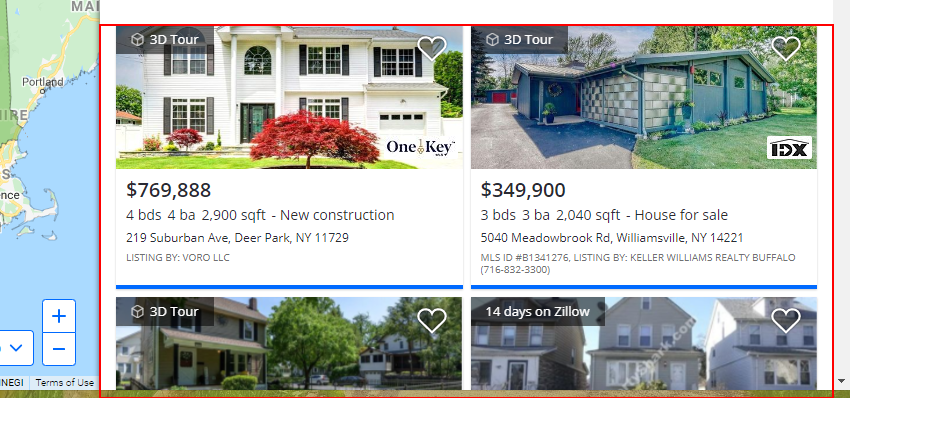 MAI
Portland
HIRE
S
nce
NEGI
Terms of Use
3D Tour
One Key
$769,888
4 bds 4 ba 2,900 sqft - New construction
219 Suburban Ave, Deer Park, NY 11729
LISTING BY: VORO LLC
3D Tour
IDX
$349,900
3 bds 3 ba 2,040 sqft - House for sale
5040 Meadowbrook Rd, Williamsville, NY 14221
MLS ID #B1341276, LISTING BY: KELLER WILLIAMS REALTY BUFFALO
(716-832-3300)
3D Tour
14 days on Zillow